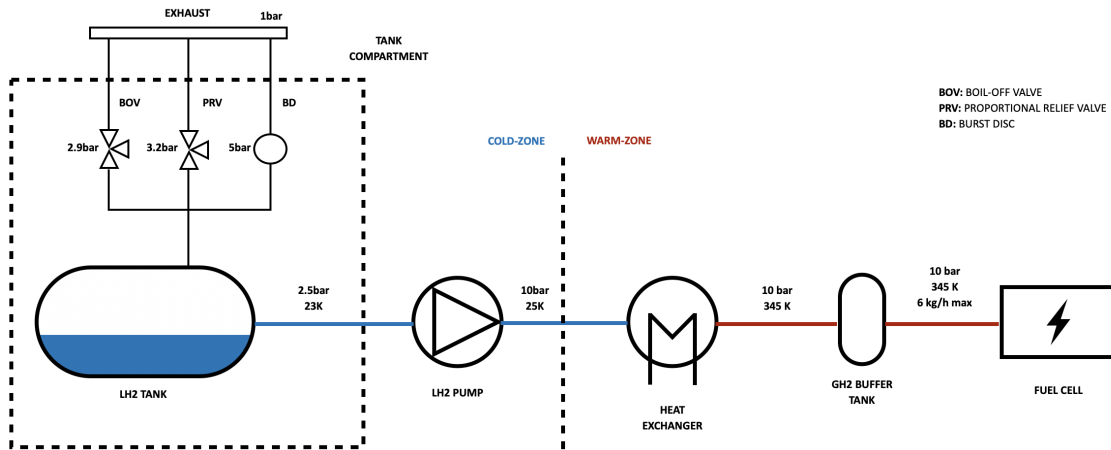 EXHAUST
1bar
TANK
COMPARTMENT
BOV
PRV
BD
2.9bar
3.2bar
5bar
BOV: BOIL-OFF VALVE
PRV: PROPORTIONAL RELIEF VALVE
BD: BURST DISC
COLD-ZONE
WARM-ZONE
2.5bar
23K
10bar
25K
10 bar
345 K
10 bar
345 K
6 kg/h max
LH2 TANK
LH2 PUMP
HEAT
EXCHANGER
GH2 BUFFER
TANK
FUEL CELL